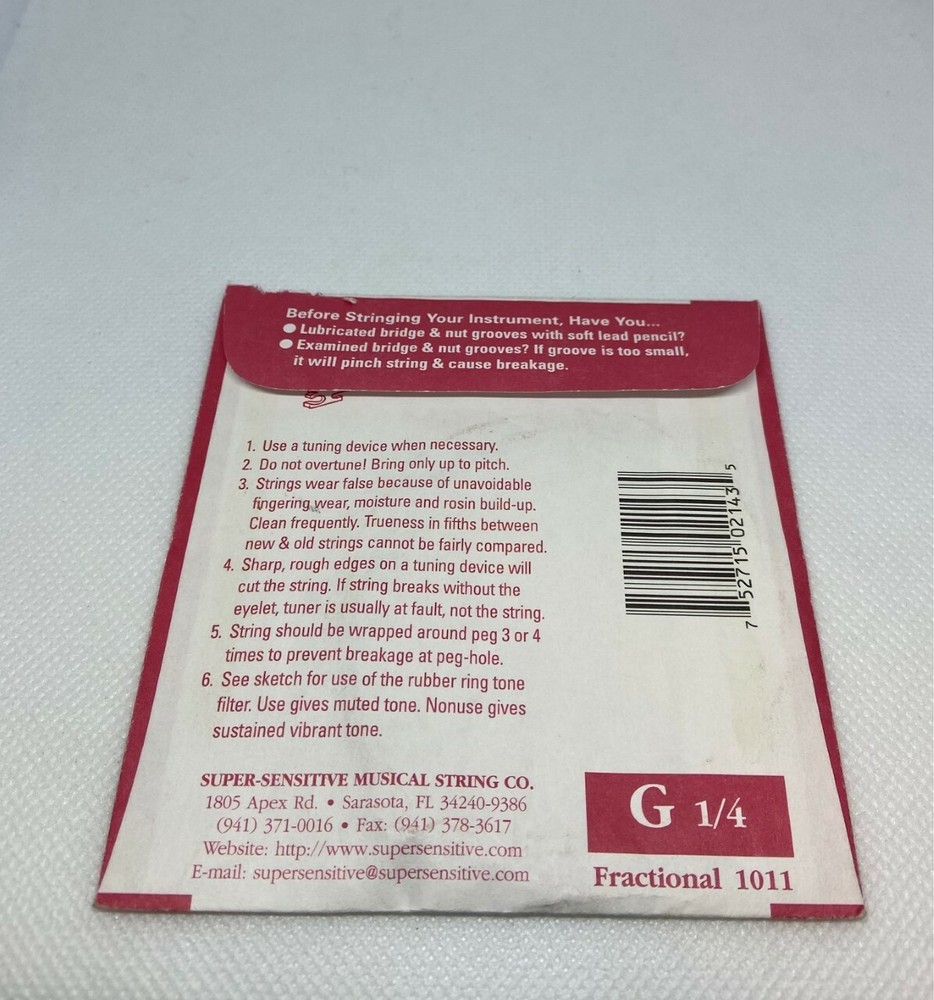 Before Stringing Your Instrument, Have You...
● Lubricated bridge & nut grooves with soft lead pencil?
● Examined bridge & nut grooves? If groove is too small,
it will pinch string & cause breakage.
1. Use a tuning device when necessary.
2. Do not overtune! Bring only up to pitch.
3. Strings wear false because of unavoidable
fingering wear, moisture and rosin build-up.
Clean frequently. Trueness in fifths between
new & old strings cannot be fairly compared.
4. Sharp, rough edges on a tuning device will
cut the string. If string breaks without the
eyelet, tuner is usually at fault, not the string.
5. String should be wrapped around peg 3 or 4
times to prevent breakage at peg-hole.
6. See sketch for use of the rubber ring tone
filter. Use gives muted tone. Nonuse gives
sustained vibrant tone.
7 52715 02143 5
SUPER-SENSITIVE MUSICAL STRING CO.
1805 Apex Rd. • Sarasota, FL 34240-9386
(941) 371-0016 • Fax: (941) 378-3617
Website: http://www.supersensitive.com
E-mail: supersensitive@supersensitive.com
G 1/4
Fractional 1011